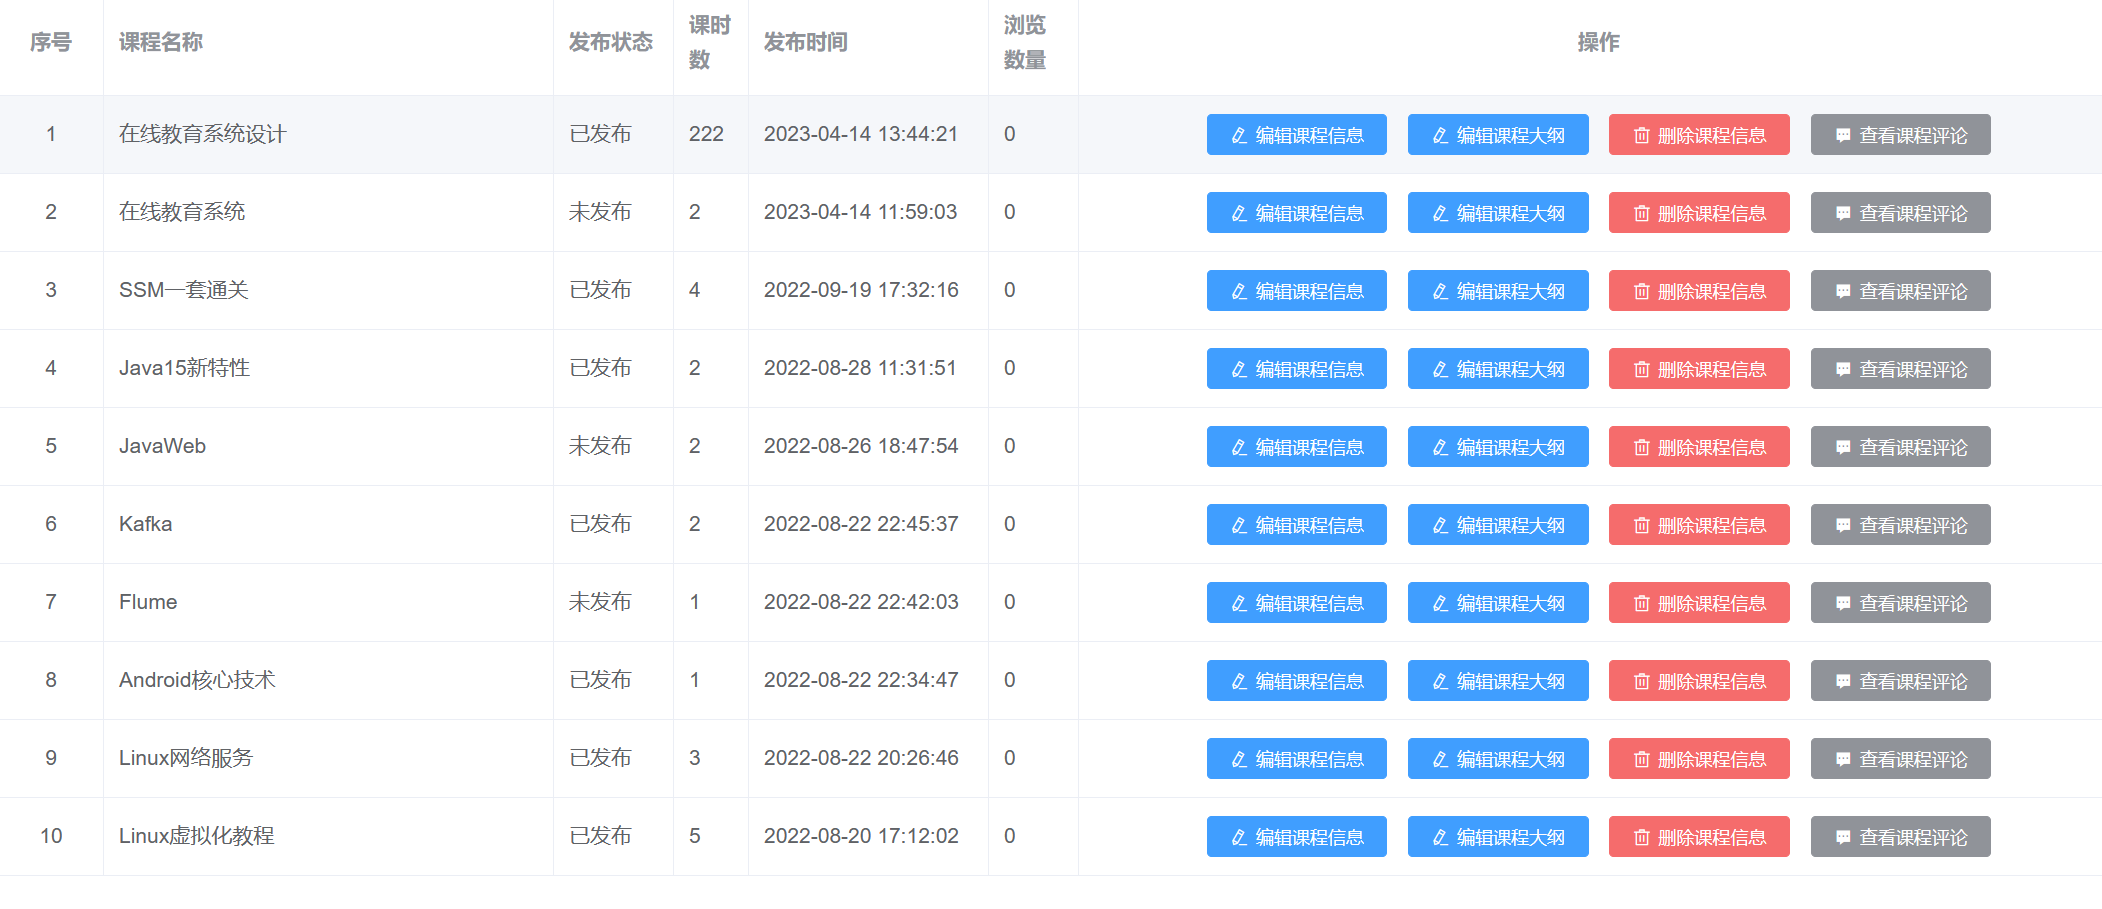 序号 课程名称 发布状态 课时数 发布时间 浏览数量 操作
1 在线教育系统设计 已发布 222 2023-04-14 13:44:21 0 编辑课程信息 编辑课程大纲 删除课程信息 查看课程评论
2 在线教育系统 未发布 2 2023-04-14 11:59:03 0 编辑课程信息 编辑课程大纲 删除课程信息 查看课程评论
3 SSM一套通关 已发布 4 2022-09-19 17:32:16 0 编辑课程信息 编辑课程大纲 删除课程信息 查看课程评论
4 Java15新特性 已发布 2 2022-08-28 11:31:51 0 编辑课程信息 编辑课程大纲 删除课程信息 查看课程评论
5 JavaWeb 未发布 2 2022-08-26 18:47:54 0 编辑课程信息 编辑课程大纲 删除课程信息 查看课程评论
6 Kafka 已发布 2 2022-08-22 22:45:37 0 编辑课程信息 编辑课程大纲 删除课程信息 查看课程评论
7 Flume 未发布 1 2022-08-22 22:42:03 0 编辑课程信息 编辑课程大纲 删除课程信息 查看课程评论
8 Android核心技术 已发布 1 2022-08-22 22:34:47 0 编辑课程信息 编辑课程大纲 删除课程信息 查看课程评论
9 Linux网络服务 已发布 3 2022-08-22 20:26:46 0 编辑课程信息 编辑课程大纲 删除课程信息 查看课程评论
10 Linux虚拟化教程 已发布 5 2022-08-20 17:12:02 0 编辑课程信息 编辑课程大纲 删除课程信息 查看课程评论